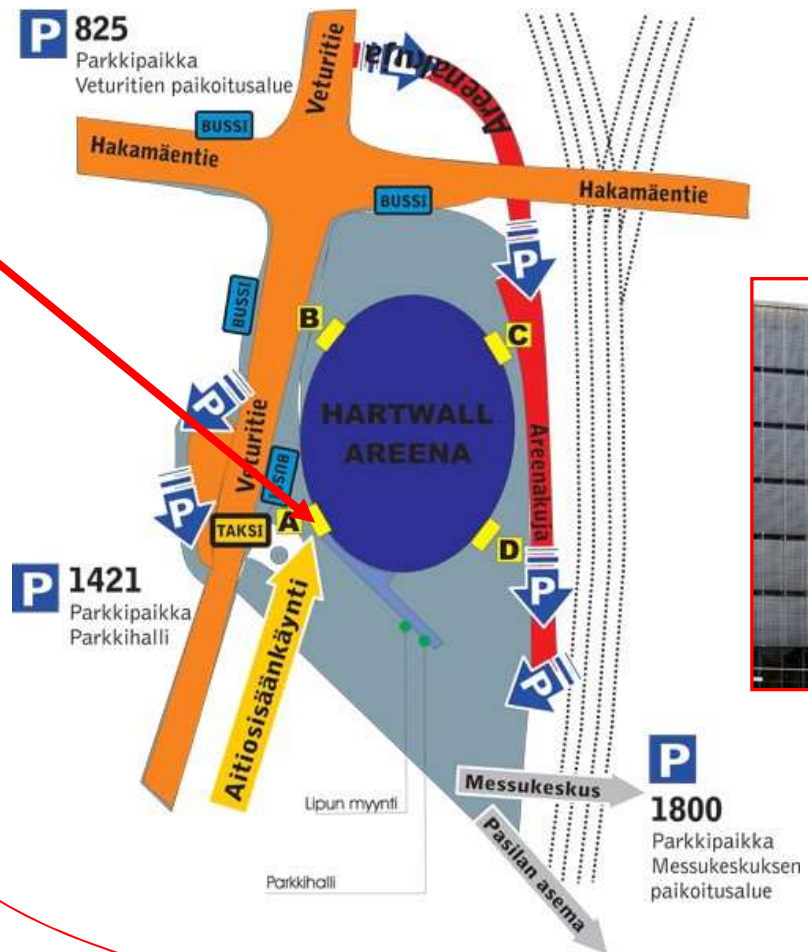 P 825
Parkkipaikka
Veturitien paikoitusalue
Veturitie
P
Areenakuja
BUSSI
Hakamäentie
BUSSI
Hakamäentie
P
BUSSI
B
C
HARTWALL
AREENA
P
Veturitie
Areenakuja
BUSSI
P
TAKSI
A
D
P
P 1421
Parkkipaikka
Parkkihalli
P
Aitiosisäänkäynti
Lipun myynti
Parkkihalli
Messukeskus
Pasilan asema
P
1800
Parkkipaikka
Messukeskuksen
paikoitusalue